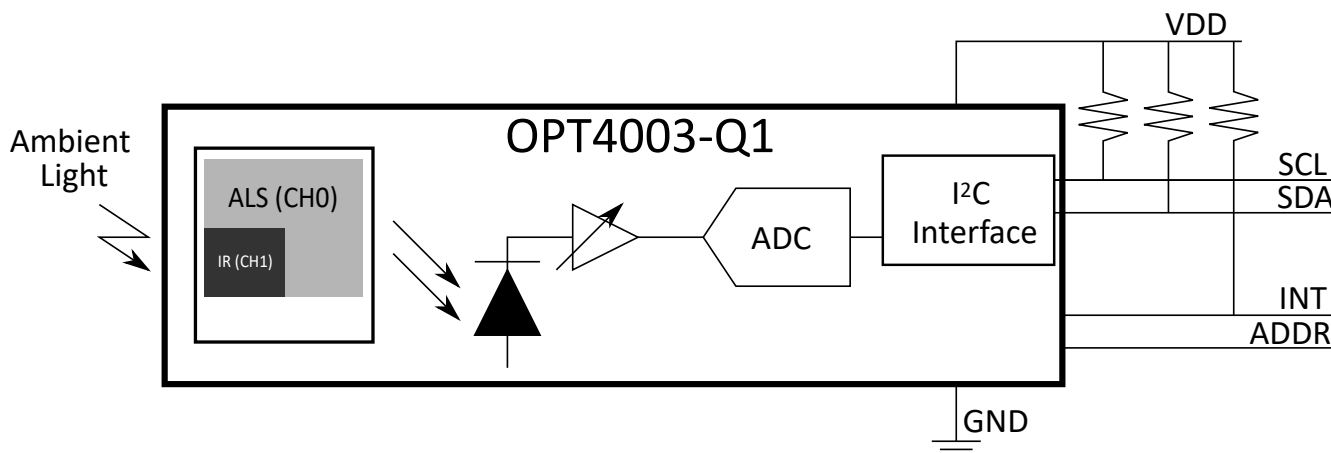 VDD
OPT4003-Q1
Ambient
Light
ALS (CH0)
IR (CH1)
ADC
I²C
Interface
SCL
SDA
INT
ADDR
GND